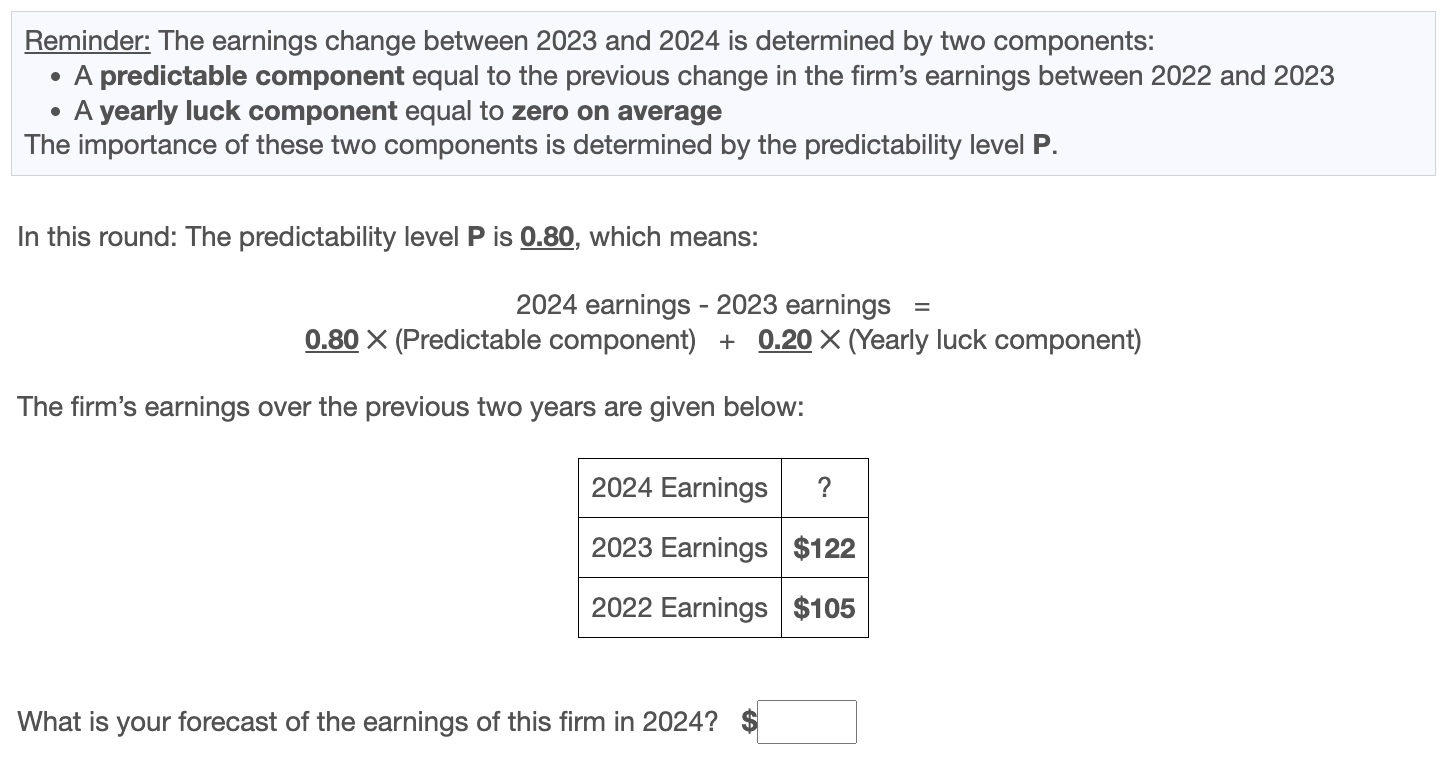 Reminder: The earnings change between 2023 and 2024 is determined by two components:
• A predictable component equal to the previous change in the firm’s earnings between 2022 and 2023
• A yearly luck component equal to zero on average
The importance of these two components is determined by the predictability level P.
In this round: The predictability level P is 0.80, which means:
2024 earnings - 2023 earnings =
0.80 × (Predictable component) + 0.20 × (Yearly luck component)
The firm’s earnings over the previous two years are given below:
2024 Earnings ?
2023 Earnings $122
2022 Earnings $105
What is your forecast of the earnings of this firm in 2024? $